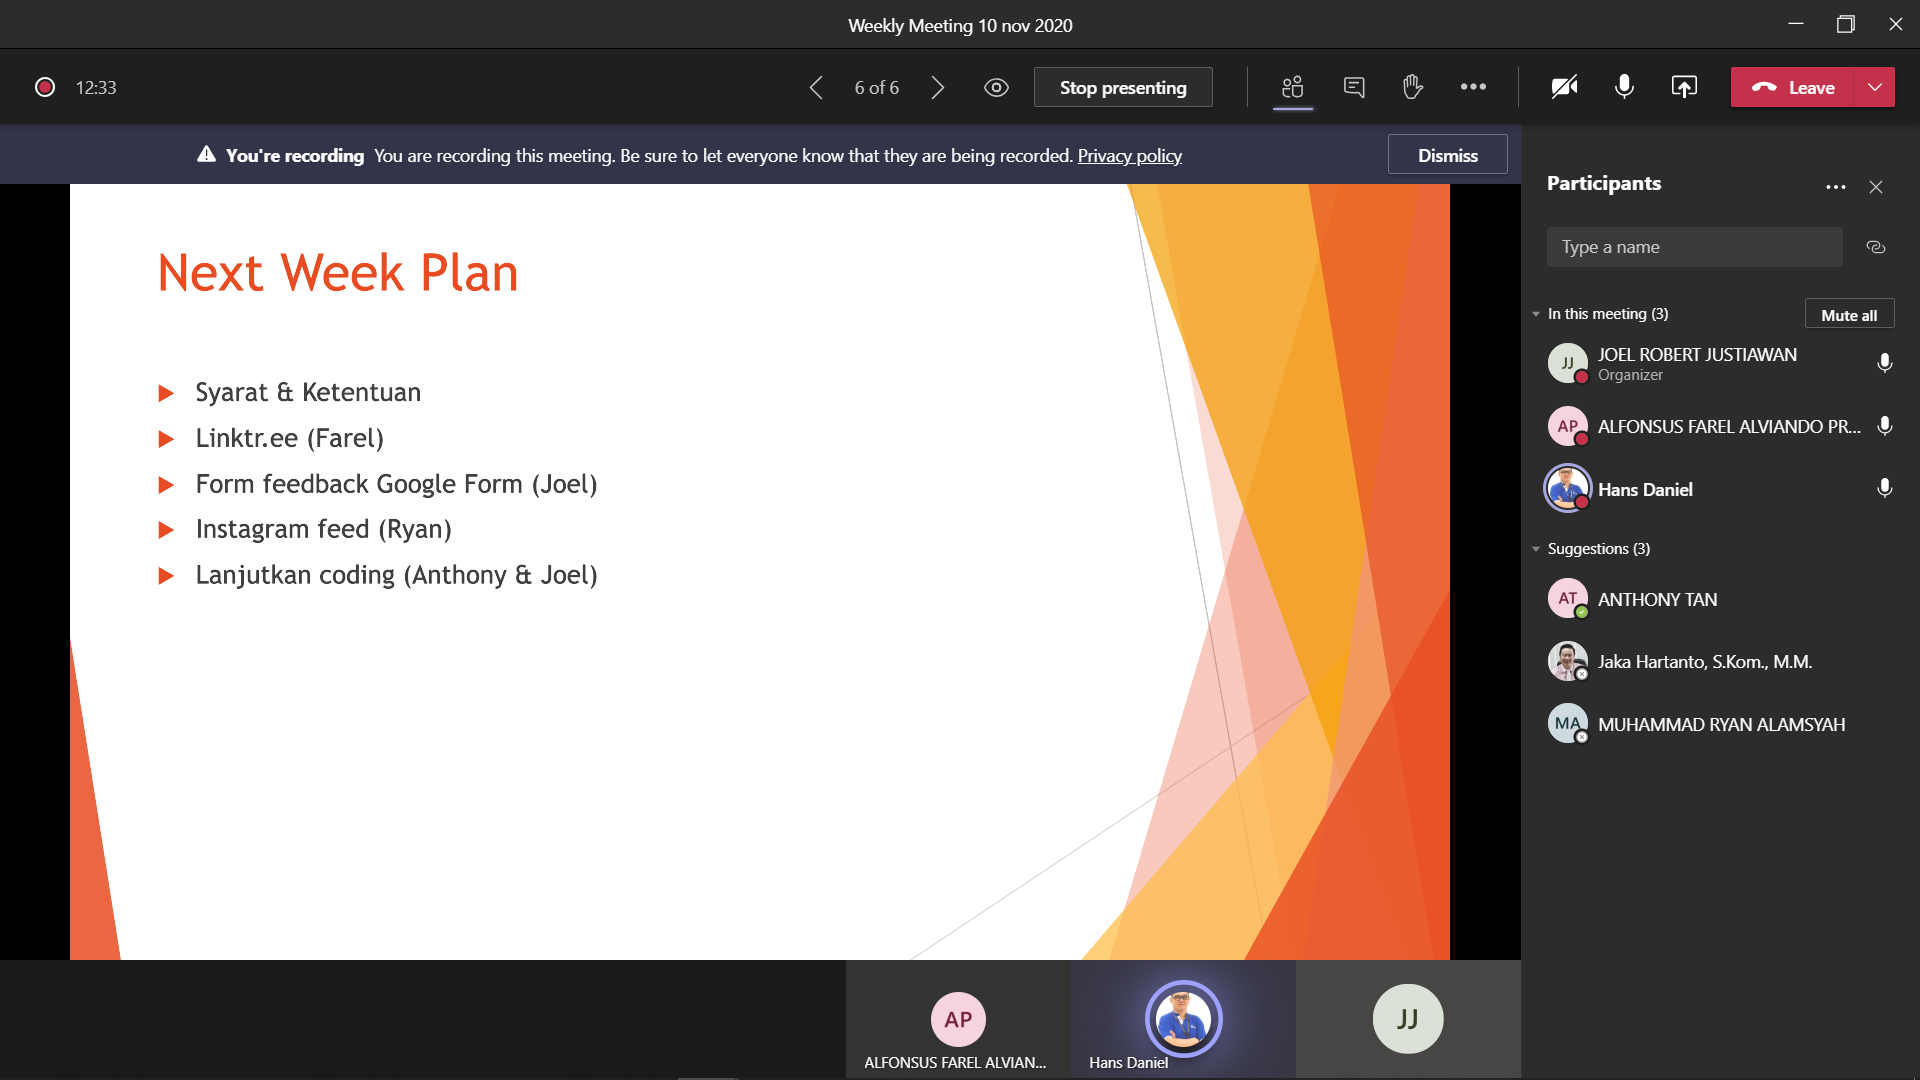 Weekly Meeting 10 nov 2020
12:33
6 of 6
Stop presenting
Leave
You're recording You are recording this meeting. Be sure to let everyone know that they are being recorded. Privacy policy
Dismiss
Next Week Plan
Syarat & Ketentuan
Linktr.ee (Farel)
Form feedback Google Form (Joel)
Instagram feed (Ryan)
Lanjutkan coding (Anthony & Joel)
Participants
Type a name
In this meeting (3)
Mute all
JJ
JOEL ROBERT JUSTIAWAN
Organizer
AP
ALFONSUS FAREL ALVIANDO PR...
Hans Daniel
Suggestions (3)
AT
ANTHONY TAN
Jaka Hartanto, S.Kom., M.M.
MA
MUHAMMAD RYAN ALAMSYAH
AP
ALFONSUS FAREL ALVIAN...
Hans Daniel
JJ